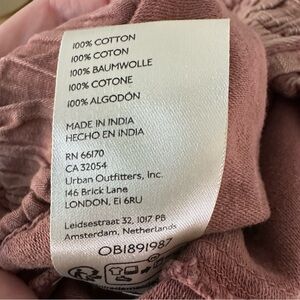 100% COTTON
100% COTON
100% BAUMWOLLE
100% COTONE
100% ALGODÓN
MADE IN INDIA
HECHO EN INDIA
RN 66170
CA 32054
Urban Outfitters, Inc.
146 Brick Lane
LONDON, E1 6RU
Leidsestraat 32, 1017 PB
Amsterdam, Netherlands
OB1891987